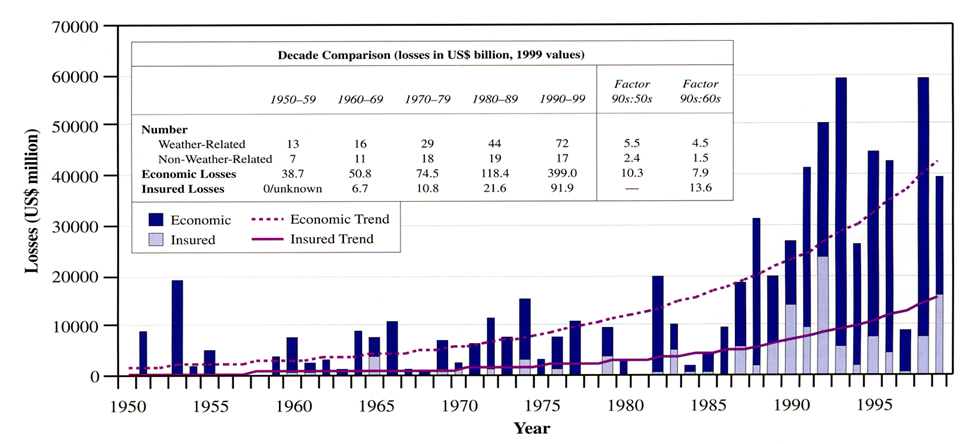 70000
60000
50000
40000
30000
20000
10000
0
Losses (US$ million)
Decade Comparison (losses in US$ billion, 1999 values)
Factor Factor
1950–59 1960–69 1970–79 1980–89 1990–99 90s:50s 90s:60s
Number
Weather-Related 13 16 29 44 72 5.5 4.5
Non-Weather-Related 7 11 18 19 17 2.4 1.5
Economic Losses 38.7 50.8 74.5 118.4 399.0 10.3 7.9
Insured Losses 0/unknown 6.7 10.8 21.6 91.9 — 13.6
Economic Economic Trend
Insured Insured Trend
1950 1955 1960 1965 1970 1975 1980 1985 1990 1995
Year